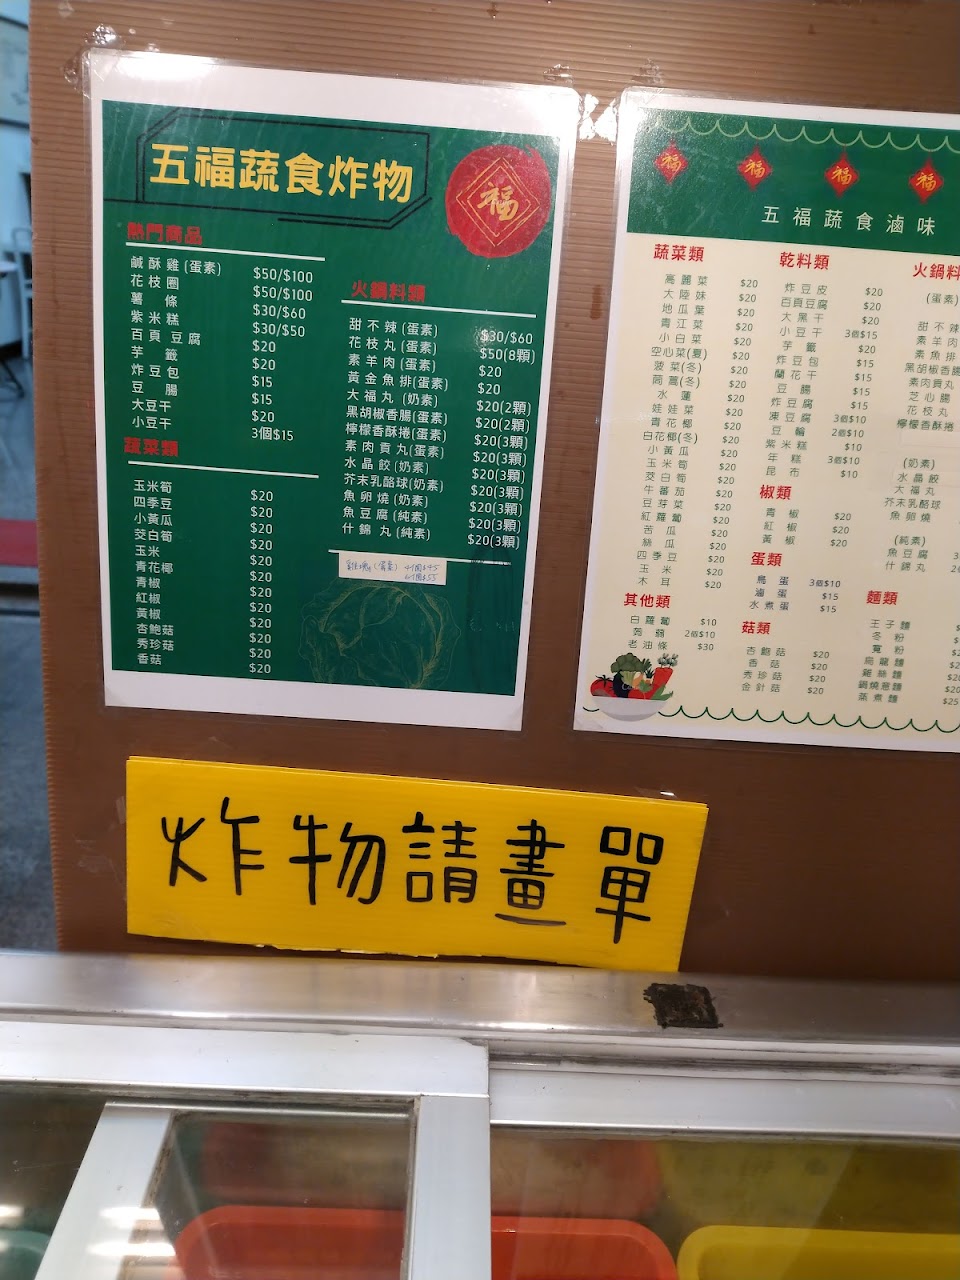 五福蔬食炸物
福
熱門商品
鹹酥雞(蛋素) $50/$100
花枝圈 $50/$100
薯條 $30/$60
紫米糕 $30/$50
百頁豆腐 $20
芋籤 $20
炸豆包 $15
豆腸 $15
大豆干 $20
小豆干 3個$15
蔬菜類
玉米筍 $20
四季豆 $20
小黃瓜 $20
茭白筍 $20
玉米 $20
青花椰 $20
青椒 $20
紅椒 $20
黃椒 $20
杏鮑菇 $20
秀珍菇 $20
香菇 $20
火鍋料類
甜不辣(蛋素) $30/$60
花枝丸(蛋素) $50(8顆)
素羊肉(蛋素) $20
黃金魚排(蛋素) $20
大福丸(奶素) $20(2顆)
黑胡椒香腸(蛋素) $20(2顆)
檸檬香酥捲(蛋素) $20(3顆)
素肉貢丸(蛋素) $20(3顆)
水晶餃(奶素) $20(3顆)
芥末乳酪球(奶素) $20(3顆)
魚卵燒(奶素) $20(3顆)
魚豆腐(純素) $20(3顆)
什錦丸(純素) $20(3顆)
雞塊(蛋素) 4個$45
福 福 福 福
五福蔬食滷味
蔬菜類
高麗菜 $20
大陸妹 $20
地瓜葉 $20
青江菜 $20
小白菜 $20
空心菜(夏) $20
菠菜(冬) $20
茼蒿(冬) $20
水蓮 $20
娃娃菜 $20
青花椰 $20
白花椰(冬) $20
小黃瓜 $20
玉米筍 $20
茭白筍 $20
牛番茄 $20
豆芽菜 $20
紅蘿蔔 $20
苦瓜 $20
絲瓜 $20
四季豆 $20
玉米 $20
木耳 $20
其他類
白蘿蔔 $10
蒟蒻 2個$10
老油條 $30
乾料類
炸豆皮 $20
百頁豆腐 $20
大黑干 $20
小豆干 3個$15
芋籤 $20
炸豆包 $15
蘭花干 $15
豆腸 $15
炸豆腐 $15
凍豆腐 3個$10
豆輪 2個$10
紫米糕 $10
年糕 3個$10
昆布 $10
椒類
青椒 $20
紅椒 $20
黃椒 $20
蛋類
鳥蛋 3個$10
滷蛋 $15
水煮蛋 $15
菇類
杏鮑菇 $20
香菇 $20
秀珍菇 $20
金針菇 $20
火鍋料
(蛋素)
甜不辣
素羊肉
素魚排
黑胡椒香腸
素肉貢丸
芝心腸
花枝丸
檸檬香酥捲
(奶素)
水晶餃
大福丸
芥末乳酪球
魚卵燒
(純素)
魚豆腐
什錦丸
麵類
王子麵
冬粉
寬粉
烏龍麵
雞絲麵
鍋燒意麵
蒸煮麵 $25
炸物請畫單